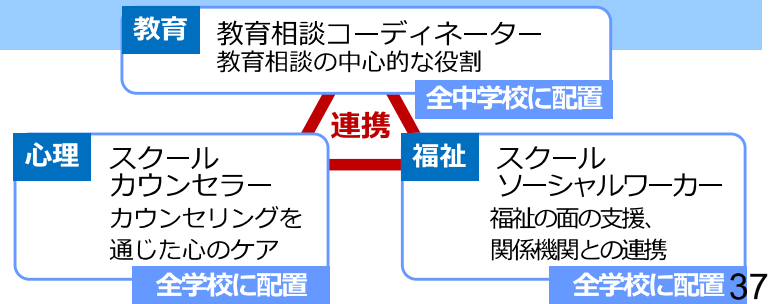 教育
教育相談コーディネーター
教育相談の中心的な役割
全中学校に配置
連携
心理
スクール
カウンセラー
カウンセリングを
通じた心のケア
全学校に配置
福祉
スクール
ソーシャルワーカー
福祉の面の支援、
関係機関との連携
全学校に配置
37